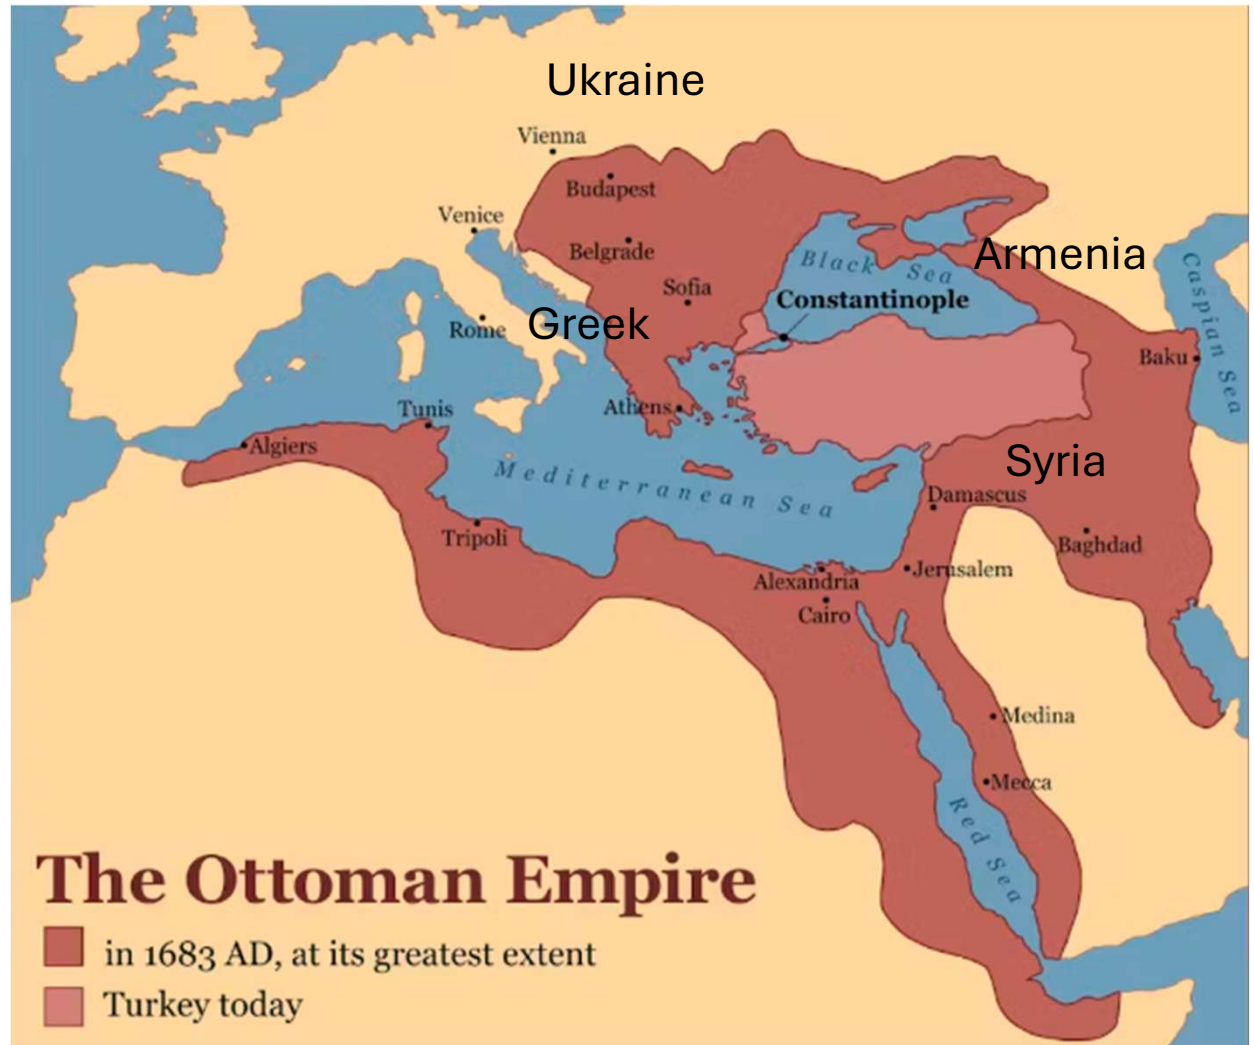 Ukraine
Vienna
Budapest
Venice
Belgrade
Armenia
Black Sea
Caspian Sea
Sofia
Constantinople
Greek
Rome
Baku
Athens
Tunis
Algiers
Syria
Mediterranean Sea
Damascus
Tripoli
Baghdad
Jerusalem
Alexandria
Cairo
Medina
Mecca
Red Sea
The Ottoman Empire
in 1683 AD, at its greatest extent
Turkey today